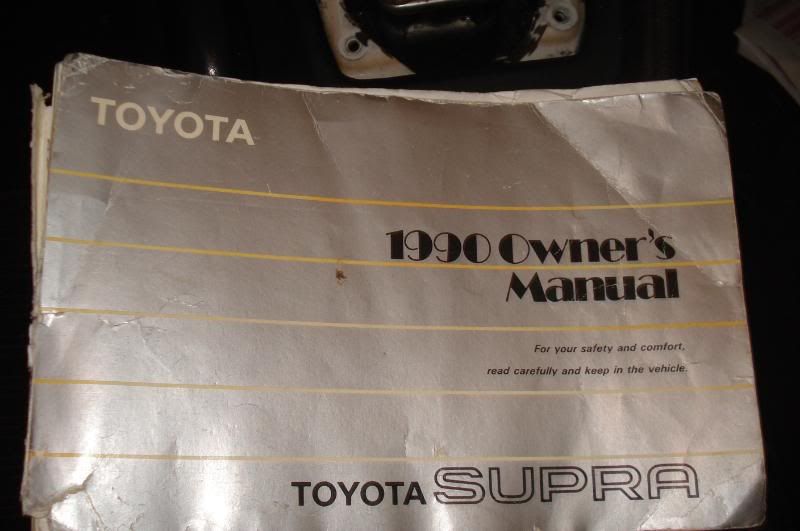 TOYOTA
1990 Owner's
Manual
For your safety and comfort,
read carefully and keep in the vehicle.
TOYOTA SUPRA